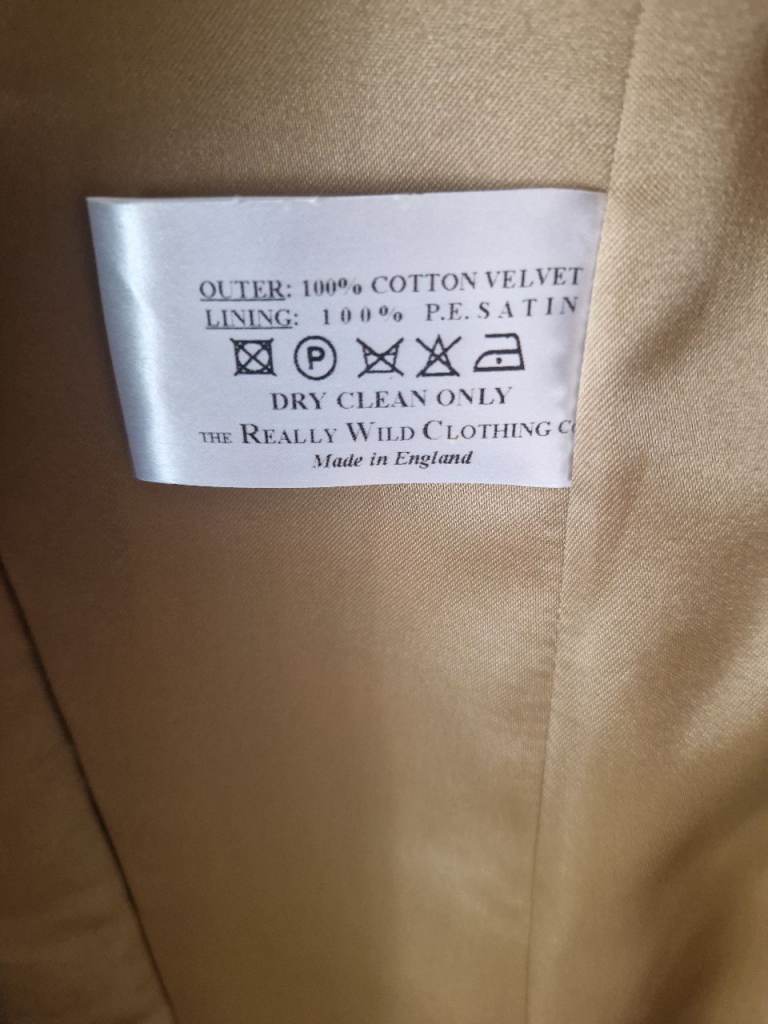 OUTER: 100% COTTON VELVET
LINING: 100% P.E. SATIN
P
DRY CLEAN ONLY
THE REALLY WILD CLOTHING
Made in England